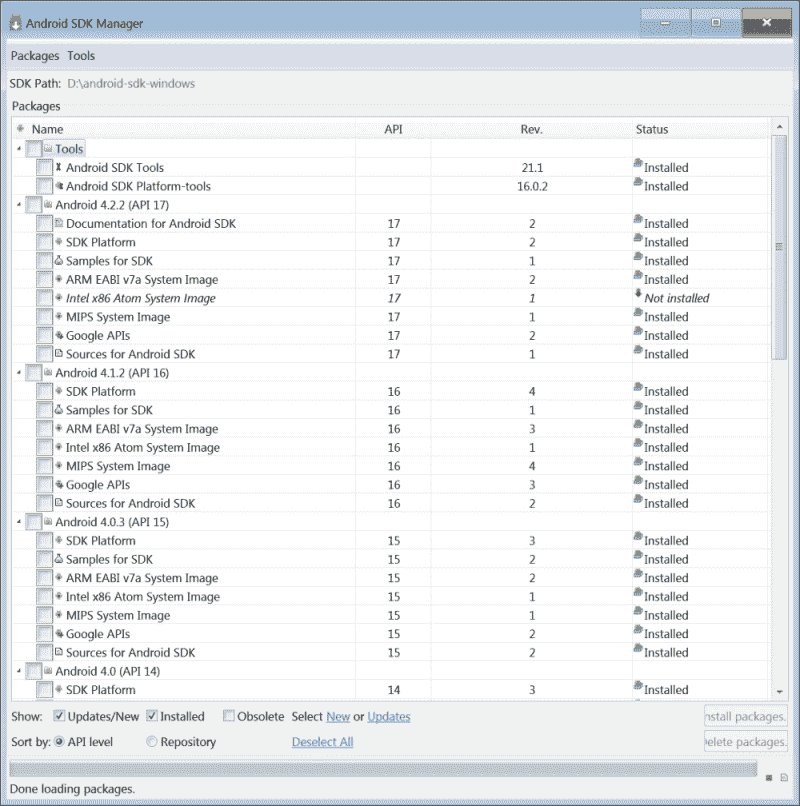 Android SDK Manager
Packages Tools
SDK Path: D:\android-sdk-windows
Packages
Name API Rev. Status
Tools
Android SDK Tools 21.1 Installed
Android SDK Platform-tools 16.0.2 Installed
Android 4.2.2 (API 17)
Documentation for Android SDK 17 2 Installed
SDK Platform 17 2 Installed
Samples for SDK 17 1 Installed
ARM EABI v7a System Image 17 2 Installed
Intel x86 Atom System Image 17 1 Not installed
MIPS System Image 17 1 Installed
Google APIs 17 2 Installed
Sources for Android SDK 17 1 Installed
Android 4.1.2 (API 16)
SDK Platform 16 4 Installed
Samples for SDK 16 1 Installed
ARM EABI v7a System Image 16 3 Installed
Intel x86 Atom System Image 16 1 Installed
MIPS System Image 16 4 Installed
Google APIs 16 3 Installed
Sources for Android SDK 16 2 Installed
Android 4.0.3 (API 15)
SDK Platform 15 3 Installed
Samples for SDK 15 2 Installed
ARM EABI v7a System Image 15 2 Installed
Intel x86 Atom System Image 15 1 Installed
MIPS System Image 15 1 Installed
Google APIs 15 2 Installed
Sources for Android SDK 15 2 Installed
Android 4.0 (API 14)
SDK Platform 14 3 Installed
Show: Updates/New Installed Obsolete Select New or Updates nstall packages.
Sort by: API level Repository Deselect All elete packages.
Done loading packages.